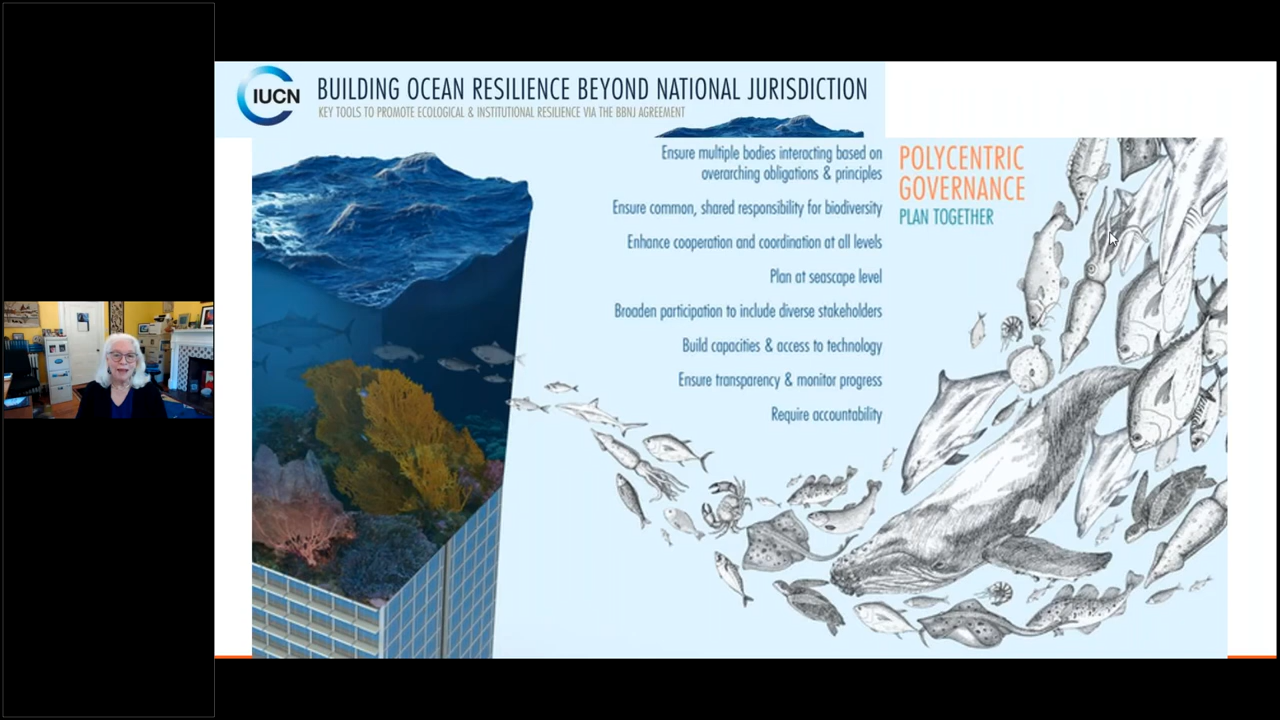 IUCN
BUILDING OCEAN RESILIENCE BEYOND NATIONAL JURISDICTION
KEY TOOLS TO PROMOTE ECOLOGICAL & INSTITUTIONAL RESILIENCE VIA THE BBNJ AGREEMENT
Ensure multiple bodies interacting based on
overarching obligations & principles
Ensure common, shared responsibility for biodiversity
Enhance cooperation and coordination at all levels
Plan at seascape level
Broaden participation to include diverse stakeholders
Build capacities & access to technology
Ensure transparency & monitor progress
Require accountability
POLYCENTRIC
GOVERNANCE
PLAN TOGETHER